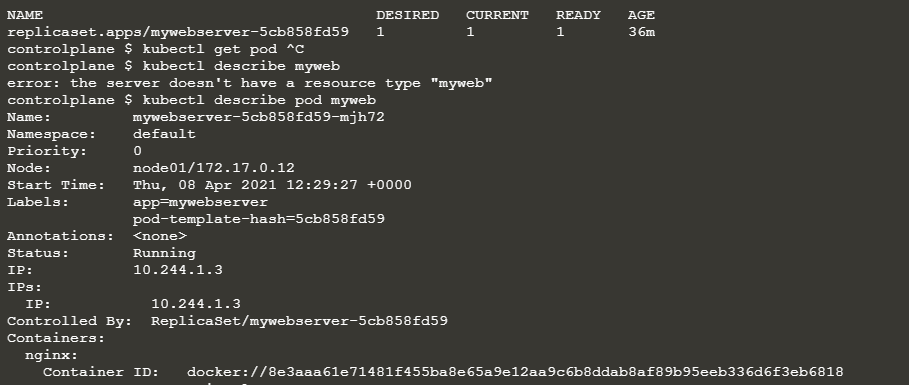 NAME DESIRED CURRENT READY AGE
replicaset.apps/mywebserver-5cb858fd59 1 1 1 36m
controlplane $ kubectl get pod ^C
controlplane $ kubectl describe myweb
error: the server doesn't have a resource type "myweb"
controlplane $ kubectl describe pod myweb
Name: mywebserver-5cb858fd59-mjh72
Namespace: default
Priority: 0
Node: node01/172.17.0.12
Start Time: Thu, 08 Apr 2021 12:29:27 +0000
Labels: app=mywebserver
pod-template-hash=5cb858fd59
Annotations: <none>
Status: Running
IP: 10.244.1.3
IPs:
IP: 10.244.1.3
Controlled By: ReplicaSet/mywebserver-5cb858fd59
Containers:
nginx:
Container ID: docker://8e3aaa61e71481f455ba8e65a9e12aa9c6b8ddab8af89b95eeb336d6f3eb6818